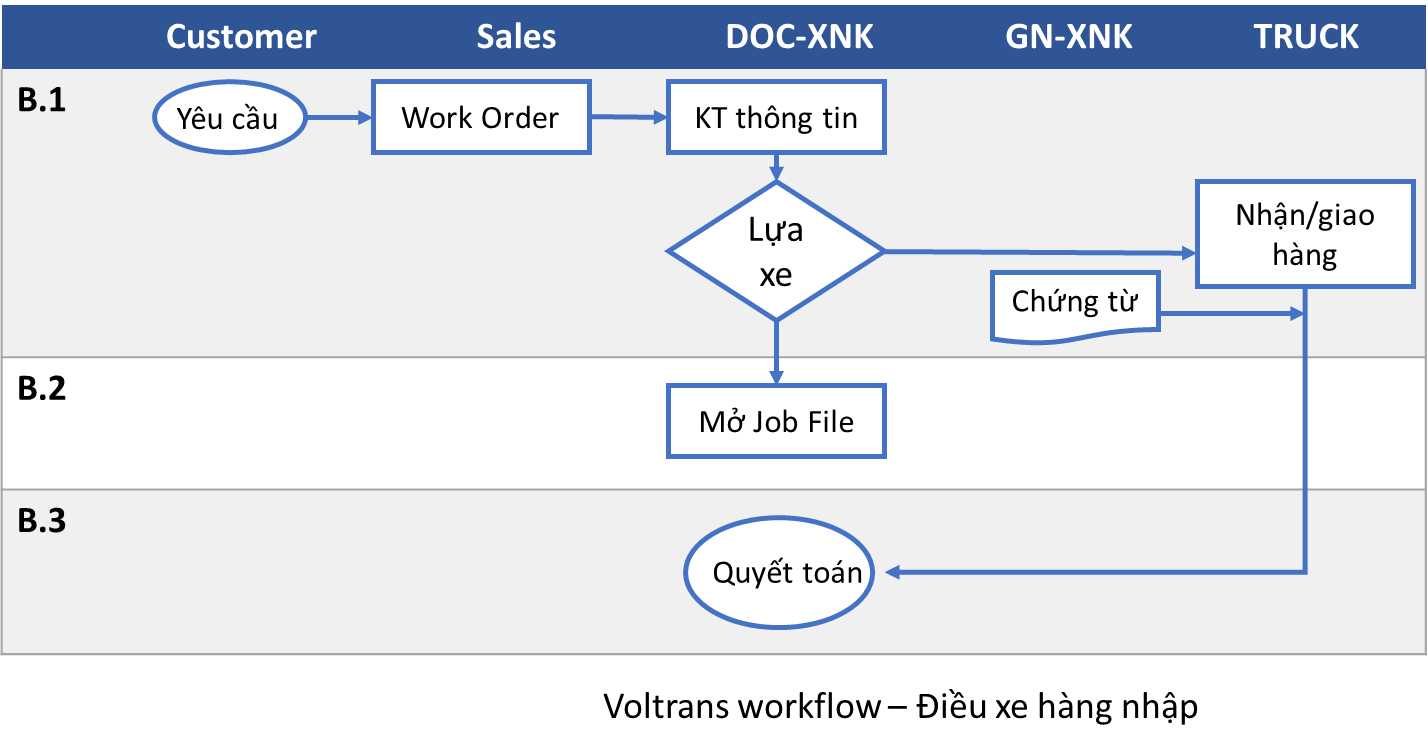 Customer Sales DOC-XNK GN-XNK TRUCK
B.1
Yêu cầu
Work Order
KT thông tin
Lựa
xe
Nhận/giao
hàng
Chứng từ
B.2
Mở Job File
B.3
Quyết toán
Voltrans workflow – Điều xe hàng nhập